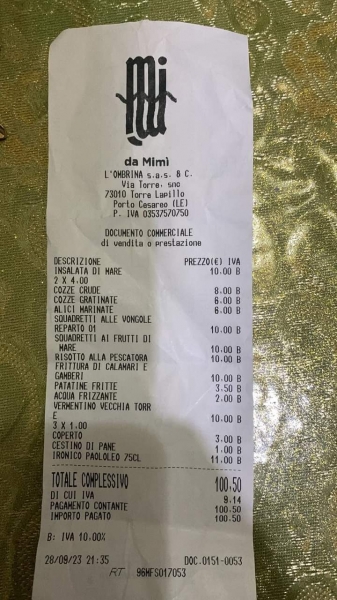 da Mimì
L'OMBRINA s.a.s. & C.
Via Torre, snc
73010 Torre Lapillo
Porto Cesareo (LE)
P. IVA 03537570750
DOCUMENTO COMMERCIALE
di vendita o prestazione
DESCRIZIONE PREZZO(€) IVA
INSALATA DI MARE 10.00 B
2 X 4.00
COZZE CRUDE 8.00 B
COZZE GRATINATE 6.00 B
ALICI MARINATE 6.00 B
SQUADRETTI ALLE VONGOLE
REPARTO 01 10.00 B
SQUADRETTI AI FRUTTI DI
MARE 10.00 B
RISOTTO ALLA PESCATORA 10.00 B
FRITTURA DI CALAMARI E
GAMBERI 10.00 B
PATATINE FRITTE 3.50 B
ACQUA FRIZZANTE 2.00 B
VERMENTINO VECCHIA TORR
E 10.00 B
3 X 1.00
COPERTO 3.00 B
CESTINO DI PANE 1.00 B
IRONICO PAOLOLEO 75CL 11.00 B
TOTALE COMPLESSIVO 100,50
DI CUI IVA 9.14
PAGAMENTO CONTANTE 100.50
IMPORTO PAGATO 100.50
B: IVA 10.00%
28/09/23 21:35 DOC.0151-0053
RT 96MFS017053